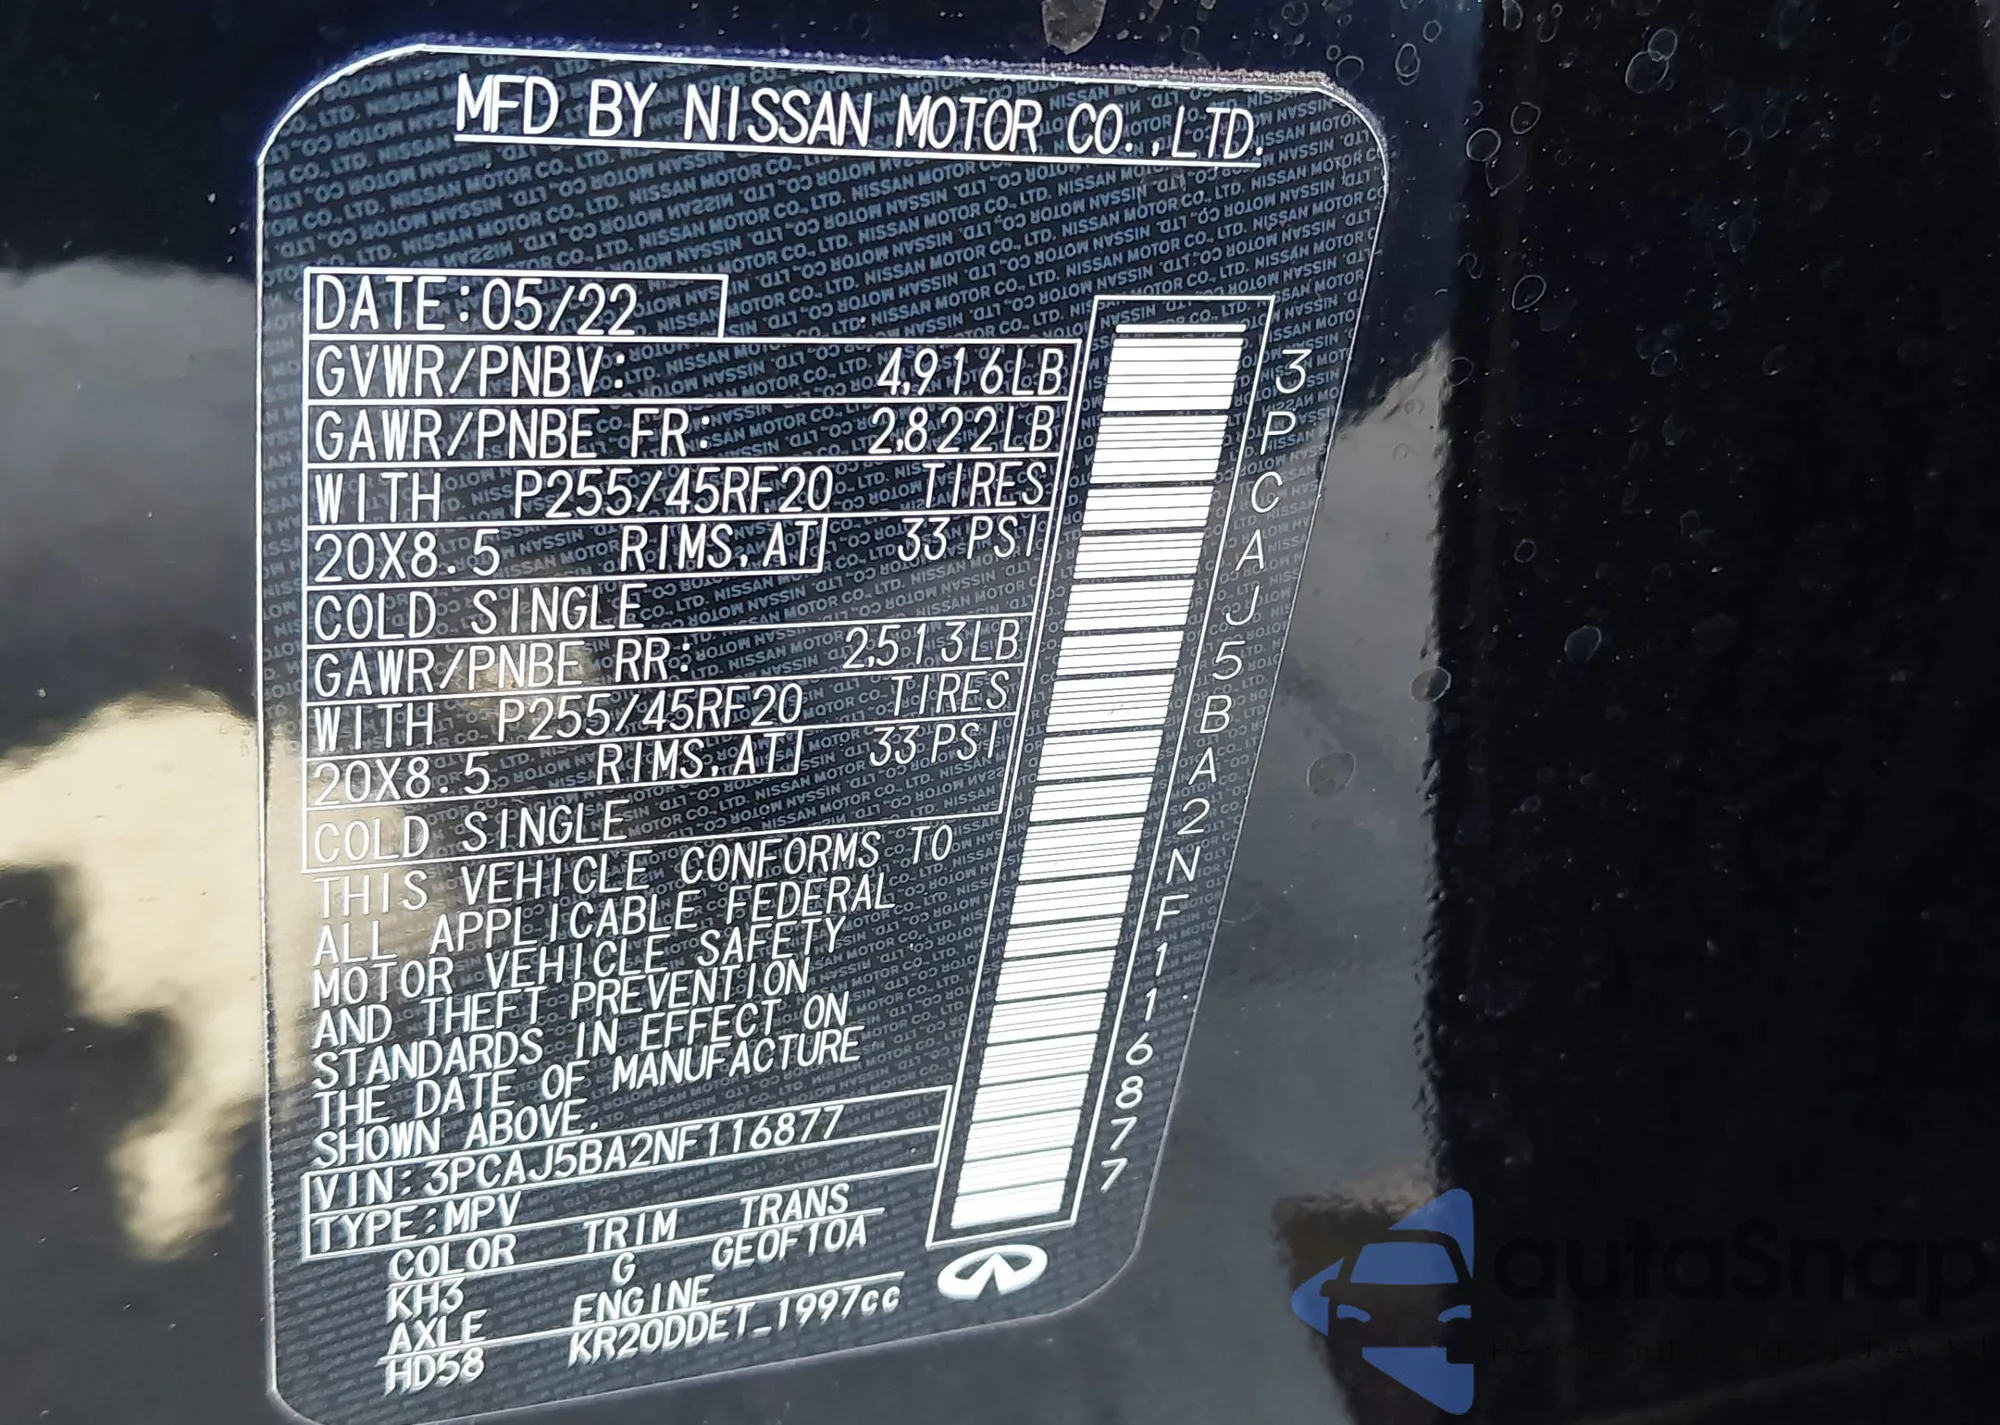 MFD BY NISSAN MOTOR CO.,LTD.
DATE:05/22
GVWR/PNBV: 4,916LB
GAWR/PNBE FR: 2,822LB
WITH P255/45RF20 TIRES
20X8.5 RIMS,AT 33 PSI
COLD SINGLE
GAWR/PNBE RR: 2,513LB
WITH P255/45RF20 TIRES
20X8.5 RIMS,AT 33 PSI
COLD SINGLE
THIS VEHICLE CONFORMS TO
ALL APPLICABLE FEDERAL
MOTOR VEHICLE SAFETY
AND THEFT PREVENTION
STANDARDS IN EFFECT ON
THE DATE OF MANUFACTURE
SHOWN ABOVE.
VIN:3PCAJ5BA2NF116877
TYPE:MPV
COLOR TRIM TRANS
KH3 G GEOF10A
AXLE ENGINE
HD58 KR20DDET_1997cc
3PCAJ5BA2NF116877
autaSnap